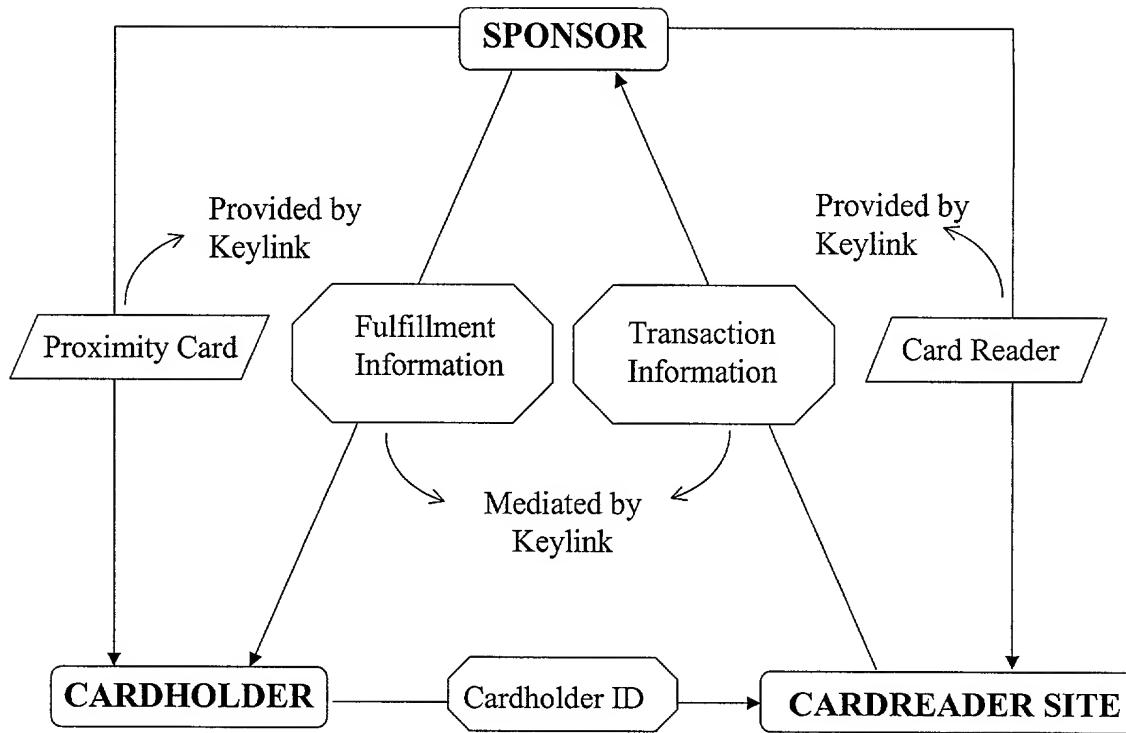 SPONSOR
Provided by
Keylink
Provided by
Keylink
Proximity Card
Fulfillment
Information
Transaction
Information
Card Reader
Mediated by
Keylink
CARDHOLDER
Cardholder ID
CARDREADER SITE